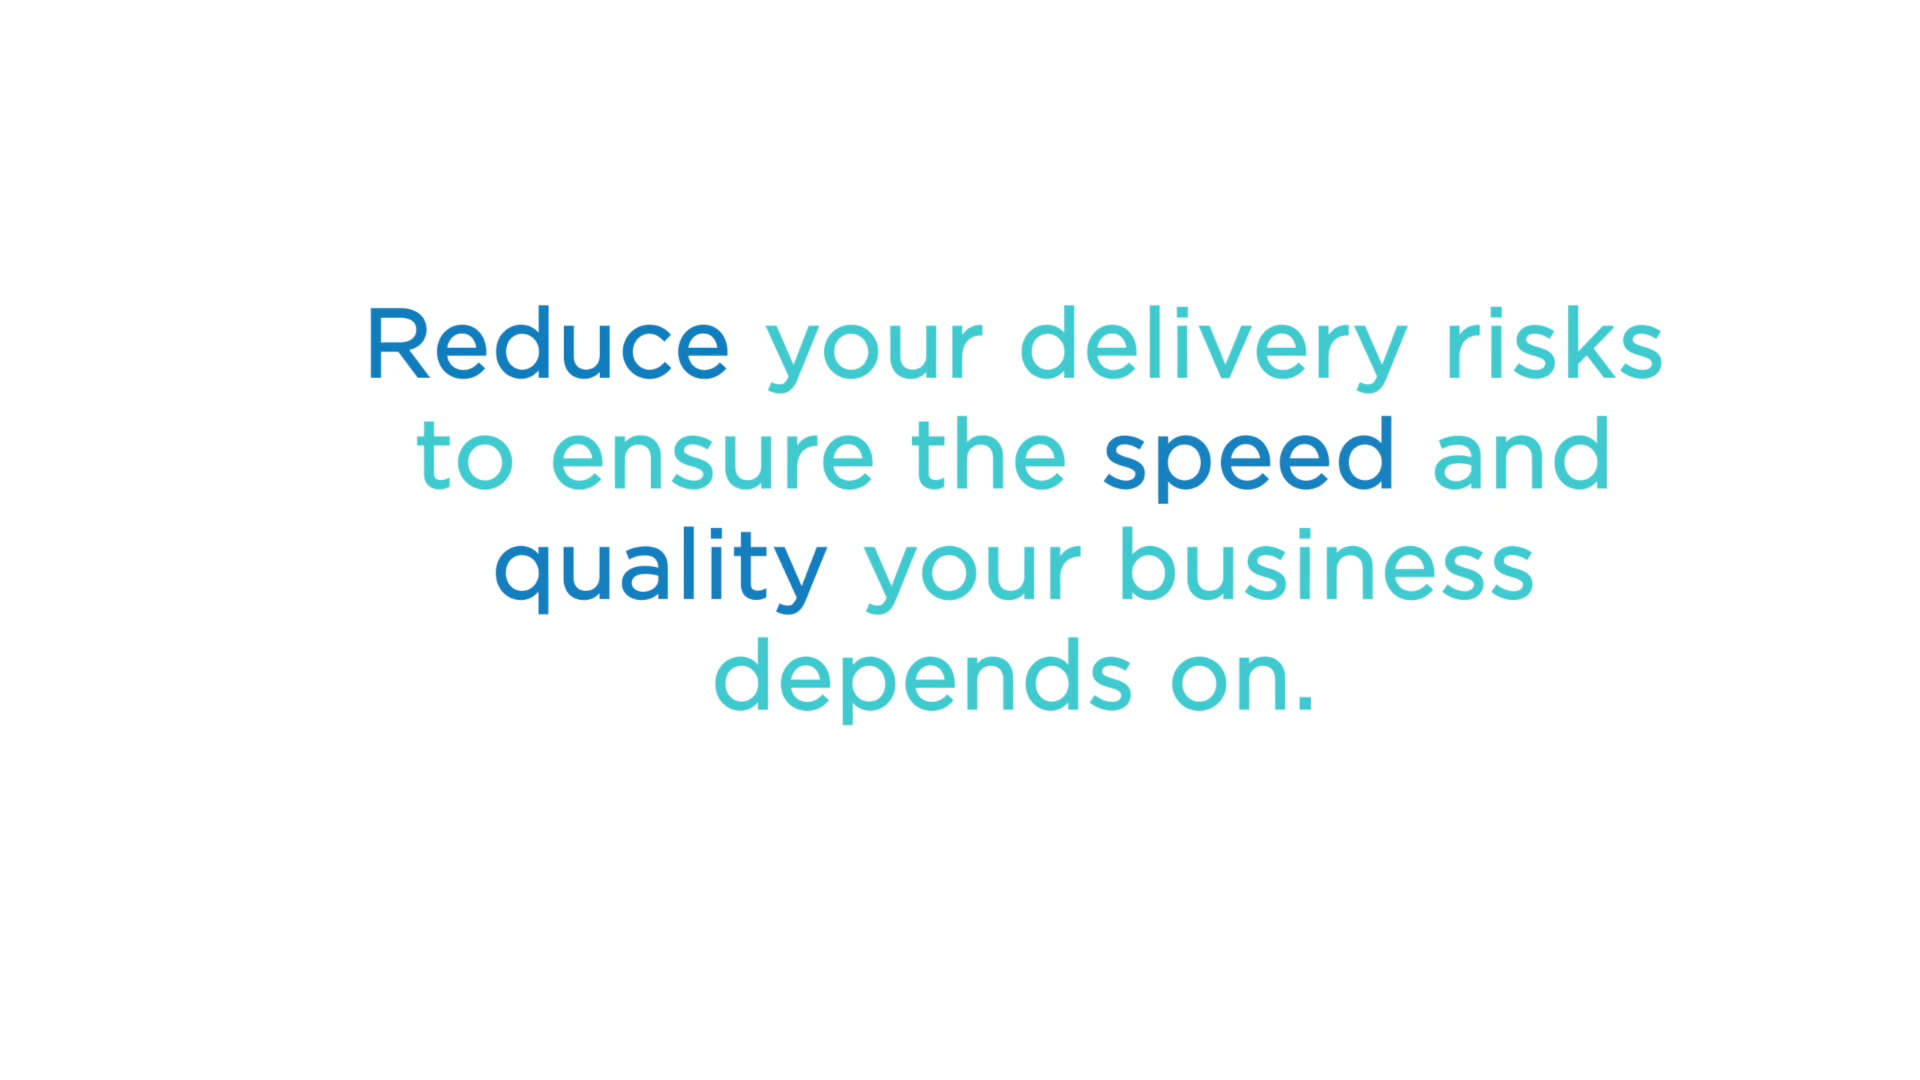 Reduce your delivery risks
to ensure the speed and
quality your business
depends on.